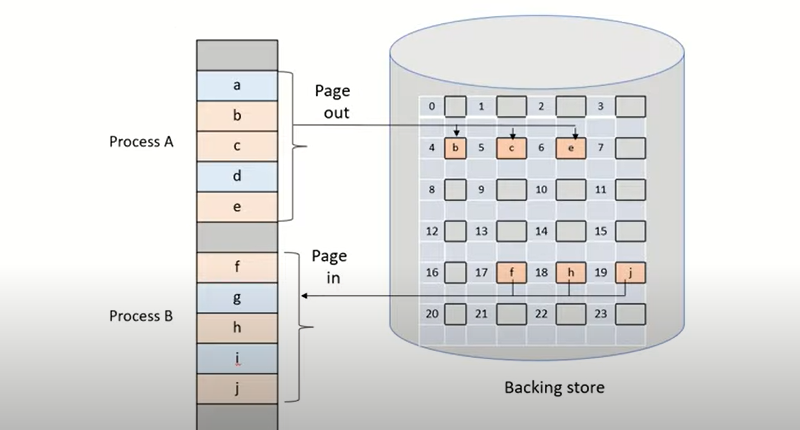 a
b
c
d
e
Process A
Page
out
f
g
h
i
j
Process B
Page
in
0 1 2 3
4 b 5 c 6 e 7
8 9 10 11
12 13 14 15
16 17 f 18 h 19 j
20 21 22 23
Backing store